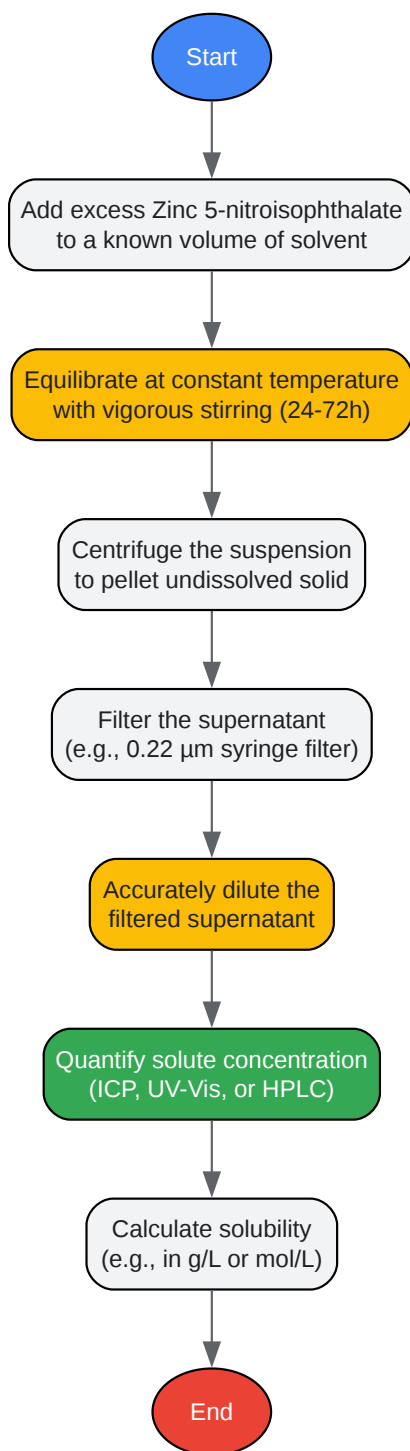 Start
Add excess Zinc 5-nitroisophthalate
to a known volume of solvent
Equilibrate at constant temperature
with vigorous stirring (24-72h)
Centrifuge the suspension
to pellet undissolved solid
Filter the supernatant
(e.g., 0.22 µm syringe filter)
Accurately dilute the
filtered supernatant
Quantify solute concentration
(ICP, UV-Vis, or HPLC)
Calculate solubility
(e.g., in g/L or mol/L)
End